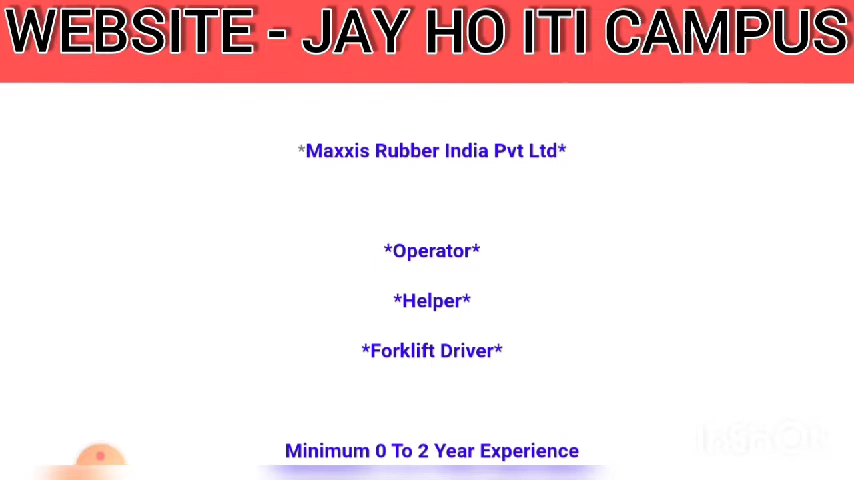 WEBSITE - JAY HO ITI CAMPUS
*Maxxis Rubber India Pvt Ltd*
*Operator*
*Helper*
*Forklift Driver*
Minimum 0 To 2 Year Experience